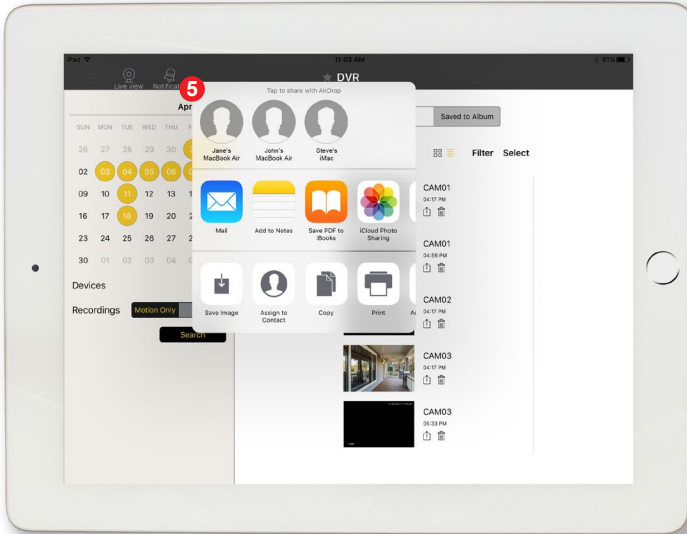 iPad 11:03 AM 61%
Live view
5
DVR
Tap to share with AirDrop
Jane's
MacBook Air
John's
MacBook Air
Steve's
iMac
Mail
Add to Notes
Save PDF to
iBooks
iCloud Photo
Sharing
Save Image
Assign to
Contact
Copy
Print
SUN MON TUE WED THU
26 27 28 29 30
02 03 04 05 06
09 10 11 12 13
16 17 18 19 20
23 24 25 26 27
30 01 02 03 04
Devices
Recordings Motion Only
Search
Saved to Album
Filter Select
CAM01
04:17 PM
CAM01
04:56 PM
CAM02
04:17 PM
CAM03
04:17 PM
CAM03
05:33 PM